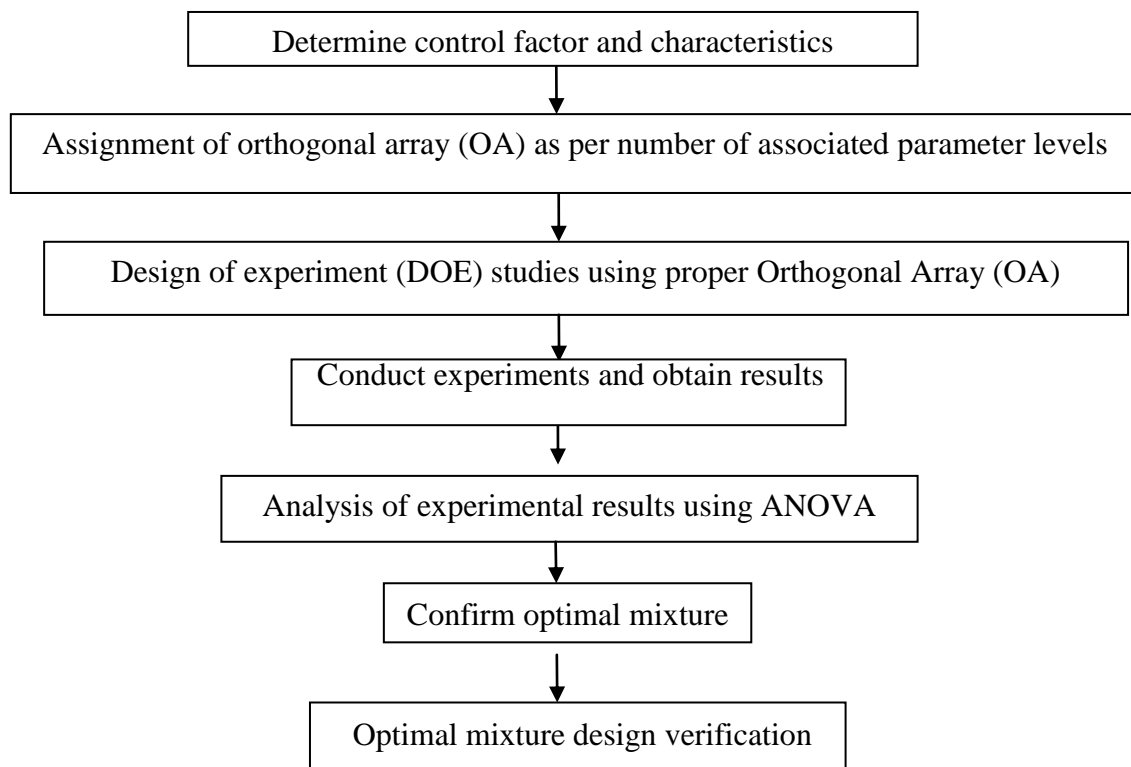 Determine control factor and characteristics
Assignment of orthogonal array (OA) as per number of associated parameter levels
Design of experiment (DOE) studies using proper Orthogonal Array (OA)
Conduct experiments and obtain results
Analysis of experimental results using ANOVA
Confirm optimal mixture
Optimal mixture design verification